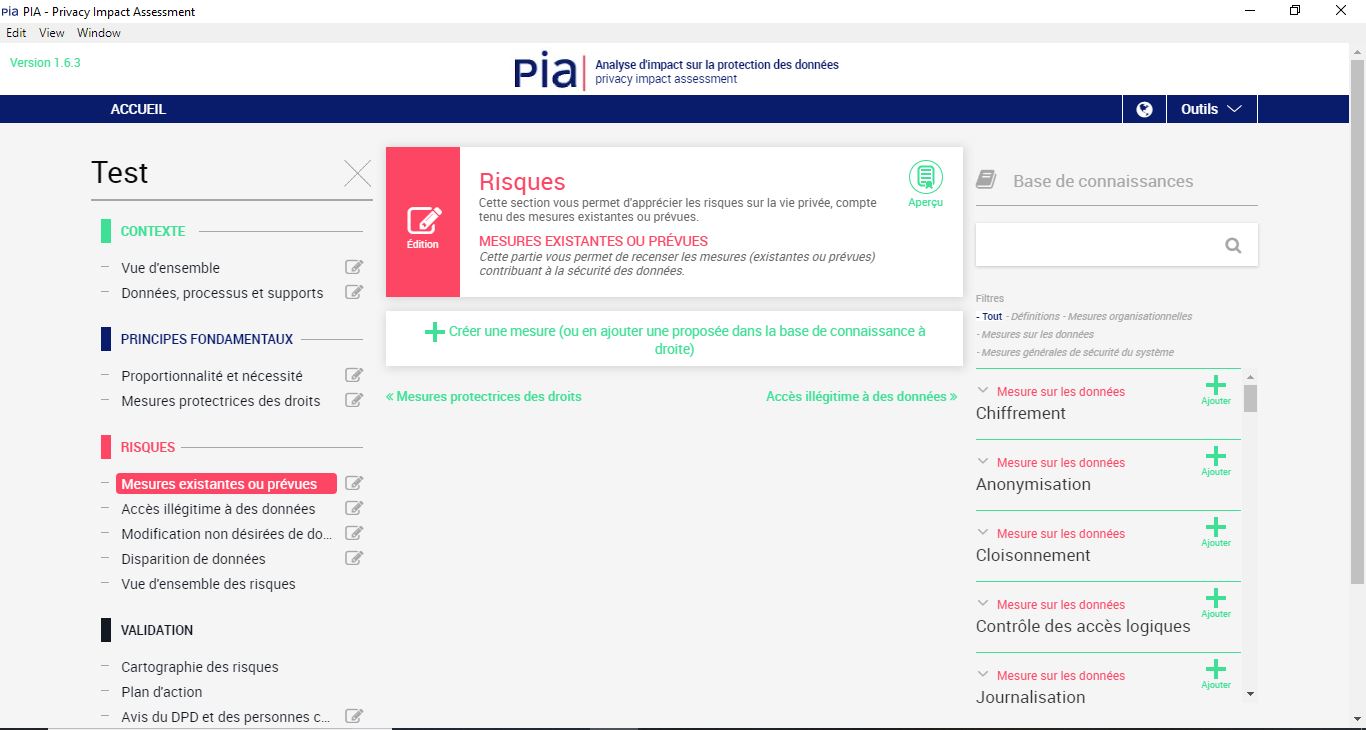 pia PIA - Privacy Impact Assessment
Edit View Window
Version 1.6.3
pia
Analyse d'impact sur la protection des données
privacy impact assessment
ACCUEIL
Outils
Test
CONTEXTE
Vue d'ensemble
Données, processus et supports
PRINCIPES FONDAMENTAUX
Proportionnalité et nécessité
Mesures protectrices des droits
RISQUES
Mesures existantes ou prévues
Accès illégitime à des données
Modification non désirées de do...
Disparition de données
Vue d'ensemble des risques
VALIDATION
Cartographie des risques
Plan d'action
Avis du DPD et des personnes c...
Édition
Risques
Cette section vous permet d'apprécier les risques sur la vie privée, compte
tenu des mesures existantes ou prévues.
MESURES EXISTANTES OU PRÉVUES
Cette partie vous permet de recenser les mesures (existantes ou prévues)
contribuant à la sécurité des données.
Aperçu
Créer une mesure (ou en ajouter une proposée dans la base de connaissance à
droite)
« Mesures protectrices des droits
Accès illégitime à des données »
Base de connaissances
Filtres
- Tout - Définitions - Mesures organisationnelles
- Mesures sur les données
- Mesures générales de sécurité du système
Mesure sur les données
Chiffrement
Ajouter
Mesure sur les données
Anonymisation
Ajouter
Mesure sur les données
Cloisonnement
Ajouter
Mesure sur les données
Contrôle des accès logiques
Ajouter
Mesure sur les données
Journalisation
Ajouter